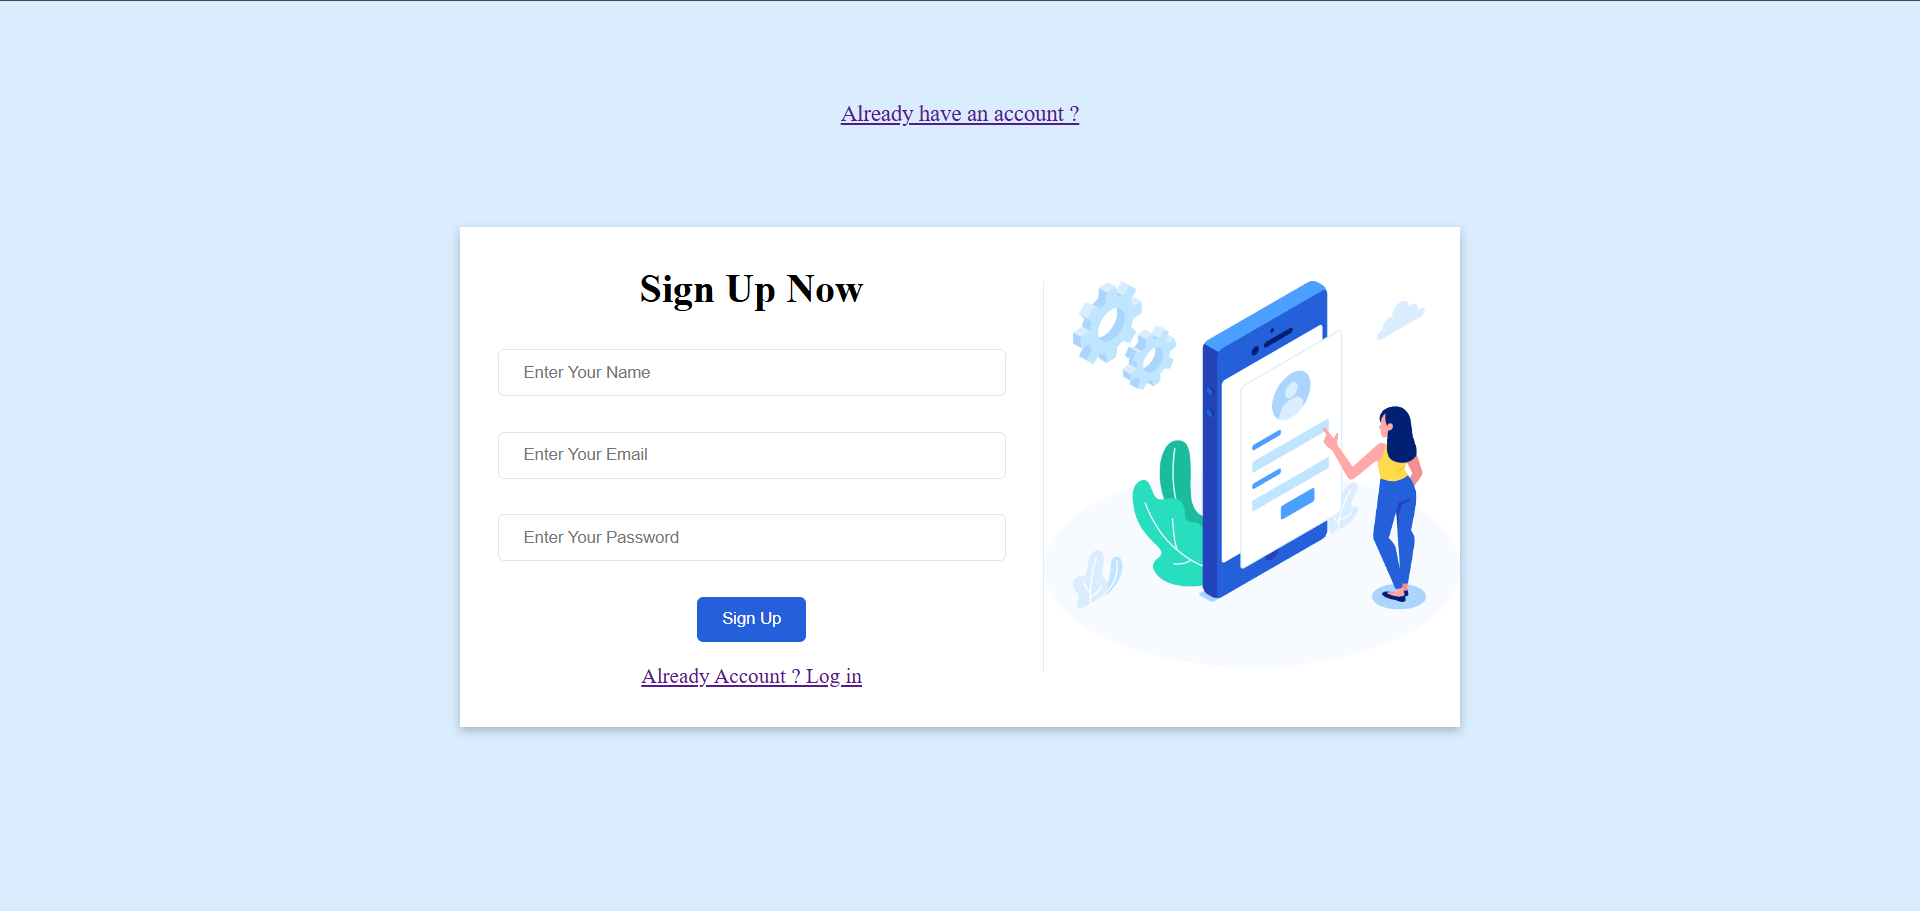 Already have an account ?
Sign Up Now
Enter Your Name
Enter Your Email
Enter Your Password
Sign Up
Already Account ? Log in